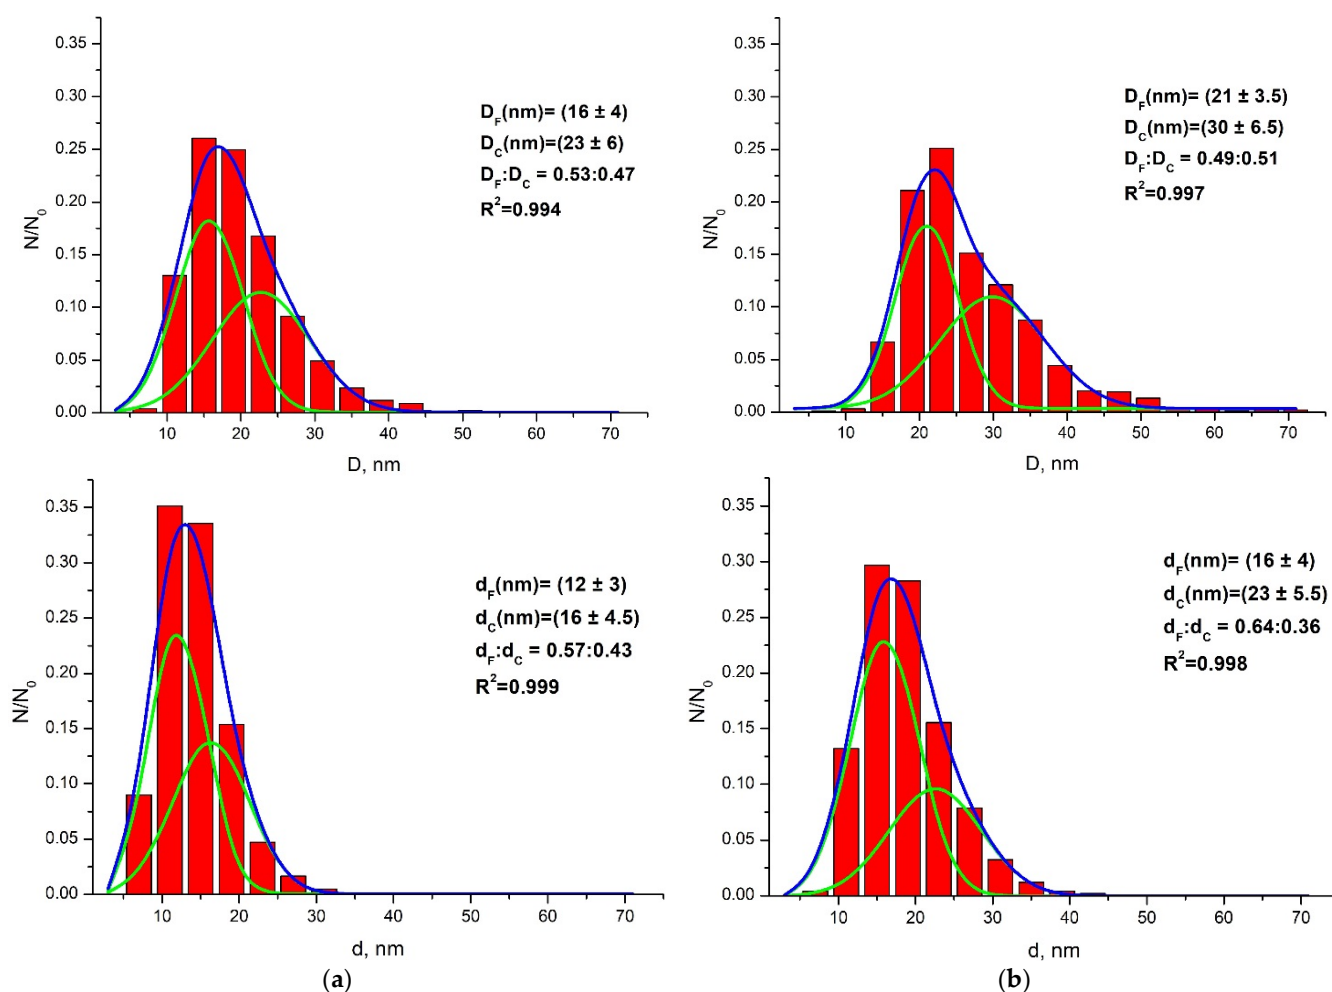 0.35
0.30
0.25
0.20
0.15
0.10
0.05
0.00
N/N0
DF(nm)= (16 ± 4)
DC(nm)=(23 ± 6)
DF:DC = 0.53:0.47
R2=0.994
10 20 30 40 50 60 70
D, nm
0.35
0.30
0.25
0.20
0.15
0.10
0.05
0.00
N/N0
DF(nm)= (21 ± 3.5)
DC(nm)=(30 ± 6.5)
DF:DC = 0.49:0.51
R2=0.997
10 20 30 40 50 60 70
D, nm
0.35
0.30
0.25
0.20
0.15
0.10
0.05
0.00
N/N0
dF(nm)= (12 ± 3)
dC(nm)=(16 ± 4.5)
dF:dC = 0.57:0.43
R2=0.999
10 20 30 40 50 60 70
d, nm
(a)
0.35
0.30
0.25
0.20
0.15
0.10
0.05
0.00
N/N0
dF(nm)= (16 ± 4)
dC(nm)=(23 ± 5.5)
dF:dC = 0.64:0.36
R2=0.998
10 20 30 40 50 60 70
d, nm
(b)